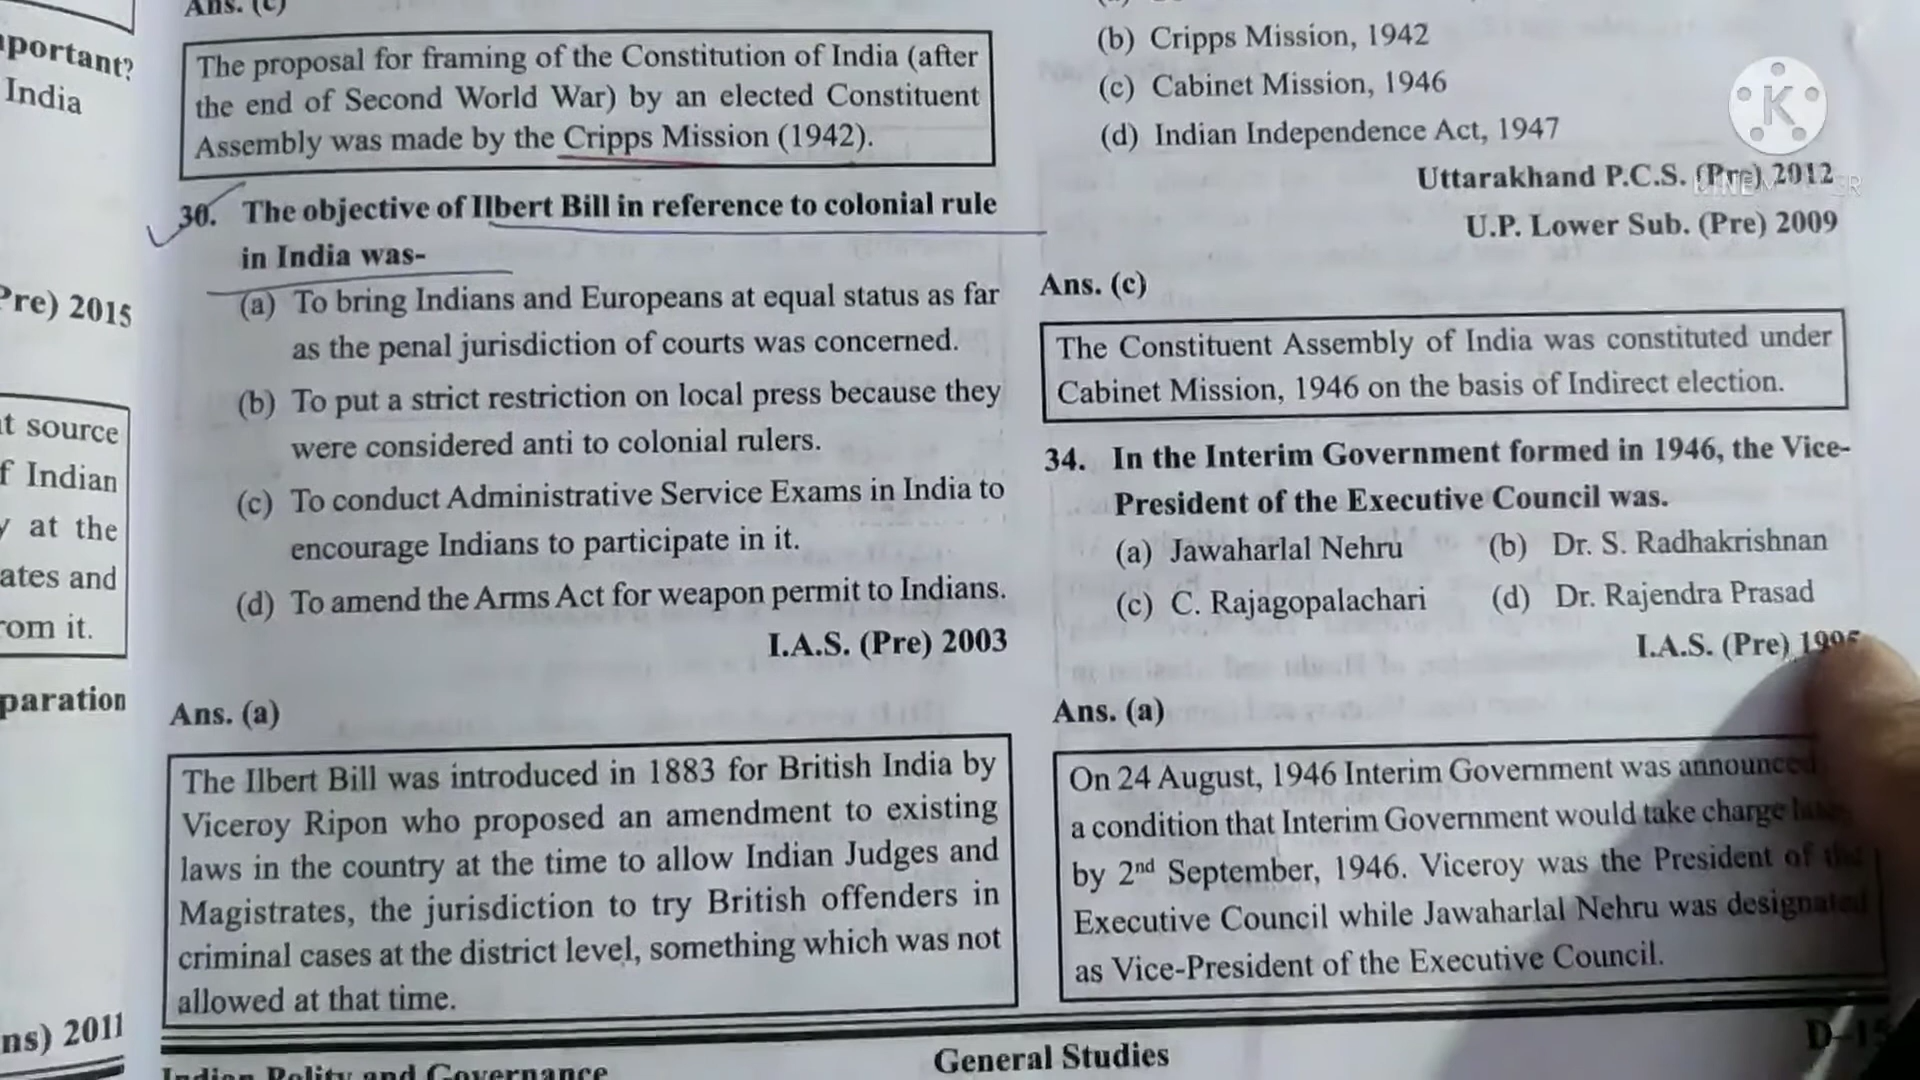 portant?
India
Pre) 2015
t source
f Indian
y at the
ates and
rom it.
paration
ns) 2011
Ans. (c)
The proposal for framing of the Constitution of India (after
the end of Second World War) by an elected Constituent
Assembly was made by the Cripps Mission (1942).
30. The objective of Ilbert Bill in reference to colonial rule
in India was-
(a) To bring Indians and Europeans at equal status as far
as the penal jurisdiction of courts was concerned.
(b) To put a strict restriction on local press because they
were considered anti to colonial rulers.
(c) To conduct Administrative Service Exams in India to
encourage Indians to participate in it.
(d) To amend the Arms Act for weapon permit to Indians.
I.A.S. (Pre) 2003
Ans. (a)
The Ilbert Bill was introduced in 1883 for British India by
Viceroy Ripon who proposed an amendment to existing
laws in the country at the time to allow Indian Judges and
Magistrates, the jurisdiction to try British offenders in
criminal cases at the district level, something which was not
allowed at that time.
(b) Cripps Mission, 1942
(c) Cabinet Mission, 1946
(d) Indian Independence Act, 1947
Uttarakhand P.C.S. (Pre) 2012
U.P. Lower Sub. (Pre) 2009
Ans. (c)
The Constituent Assembly of India was constituted under
Cabinet Mission, 1946 on the basis of Indirect election.
34. In the Interim Government formed in 1946, the Vice-
President of the Executive Council was.
(a) Jawaharlal Nehru (b) Dr. S. Radhakrishnan
(c) C. Rajagopalachari (d) Dr. Rajendra Prasad
I.A.S. (Pre) 1995
Ans. (a)
On 24 August, 1946 Interim Government was announced
a condition that Interim Government would take charge
by 2nd September, 1946. Viceroy was the President of the
Executive Council while Jawaharlal Nehru was designated
as Vice-President of the Executive Council.
Indian Polity and Governance
General Studies
K
KINEMASTER